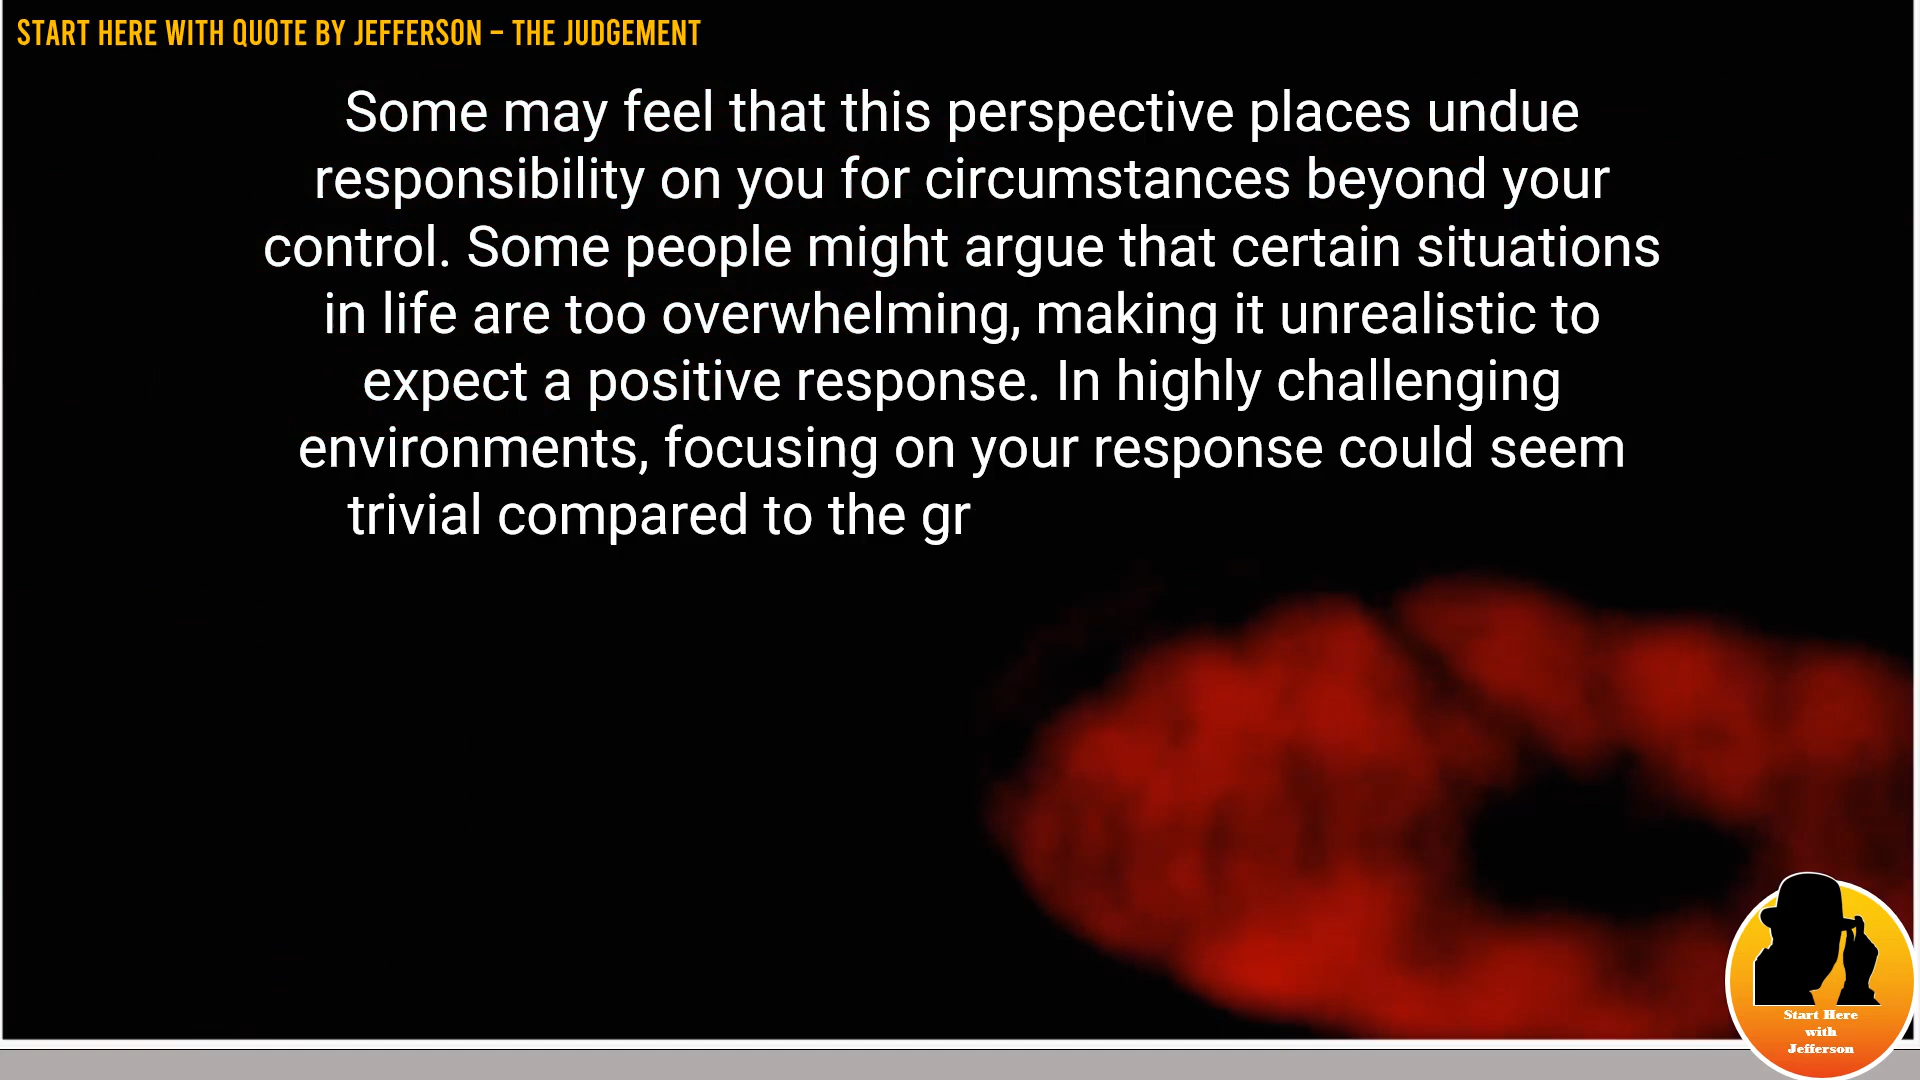 START HERE WITH QUOTE BY JEFFERSON – THE JUDGEMENT
Some may feel that this perspective places undue
responsibility on you for circumstances beyond your
control. Some people might argue that certain situations
in life are too overwhelming, making it unrealistic to
expect a positive response. In highly challenging
environments, focusing on your response could seem
trivial compared to the gr
Start Here
with
Jefferson